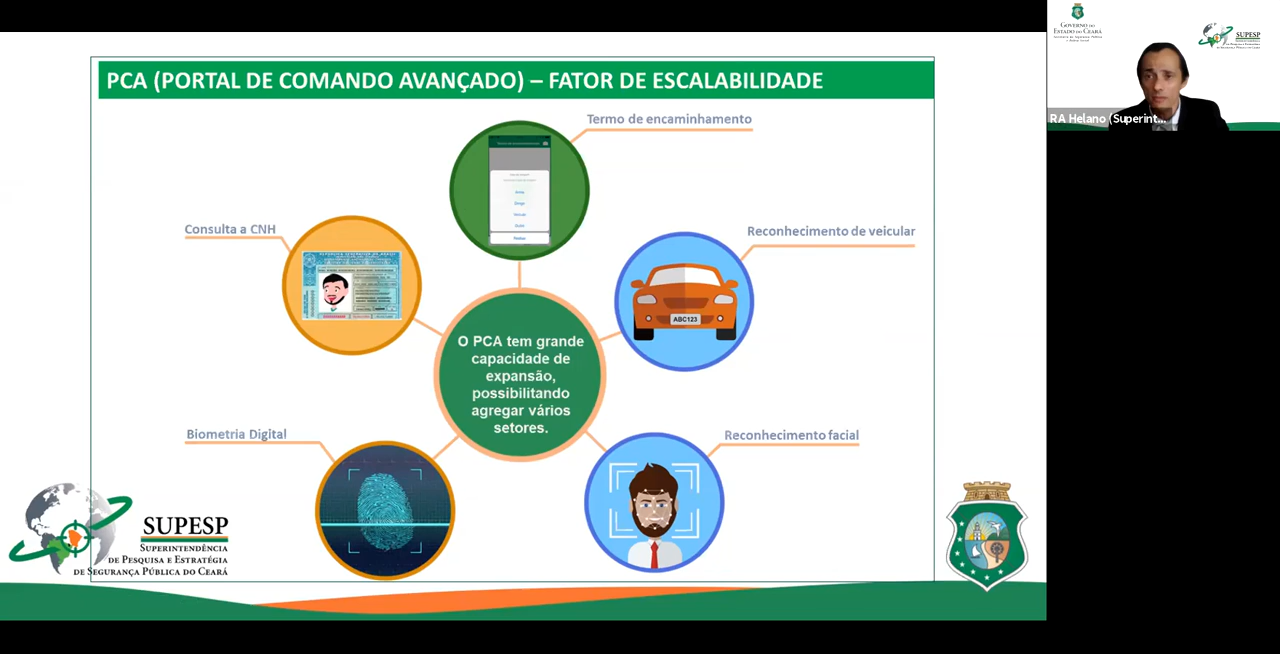 PCA (PORTAL DE COMANDO AVANÇADO) – FATOR DE ESCALABILIDADE
Termo de encaminhamento
Consulta a CNH
Reconhecimento de veicular
ABC123
O PCA tem grande
capacidade de
expansão,
possibilitando
agregar vários
setores.
Biometria Digital
Reconhecimento facial
SUPESP
SUPERINTENDÊNCIA
DE PESQUISA E ESTRATÉGIA
DE SEGURANÇA PÚBLICA DO CEARÁ
GOVERNO DO
ESTADO DO CEARÁ
SUPESP
RA Helano (Superint...